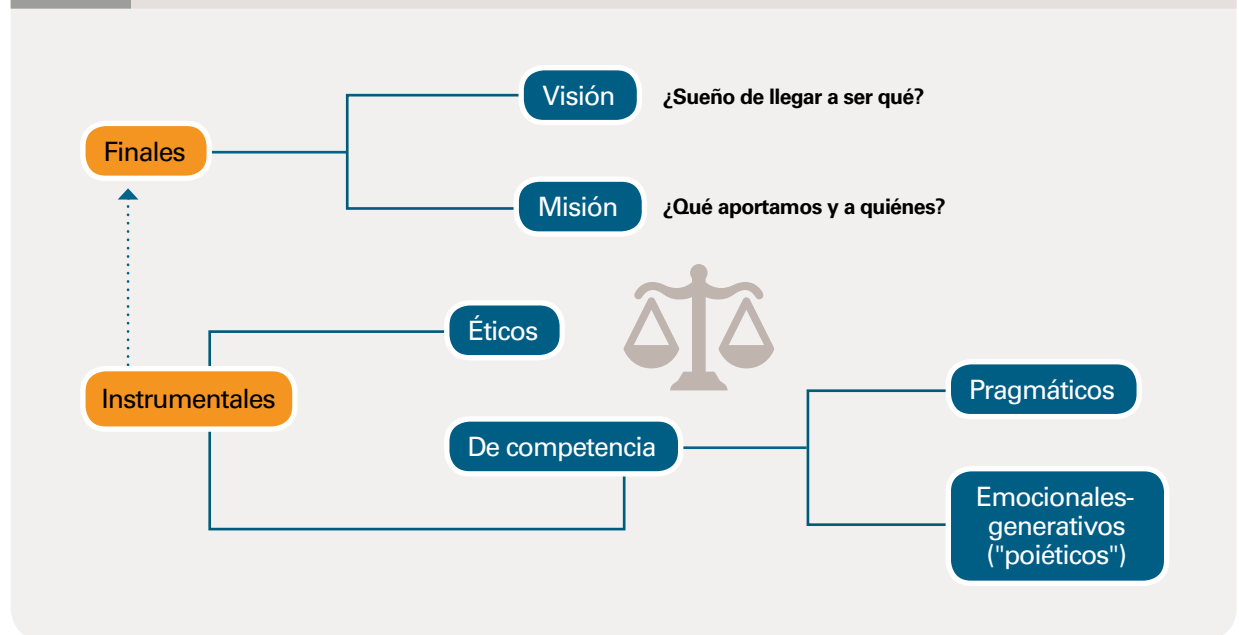 Visión
¿Sueño de llegar a ser qué?
Finales
Misión
¿Qué aportamos y a quiénes?
Éticos
Instrumentales
De competencia
Pragmáticos
Emocionales-
generativos
("poiéticos")